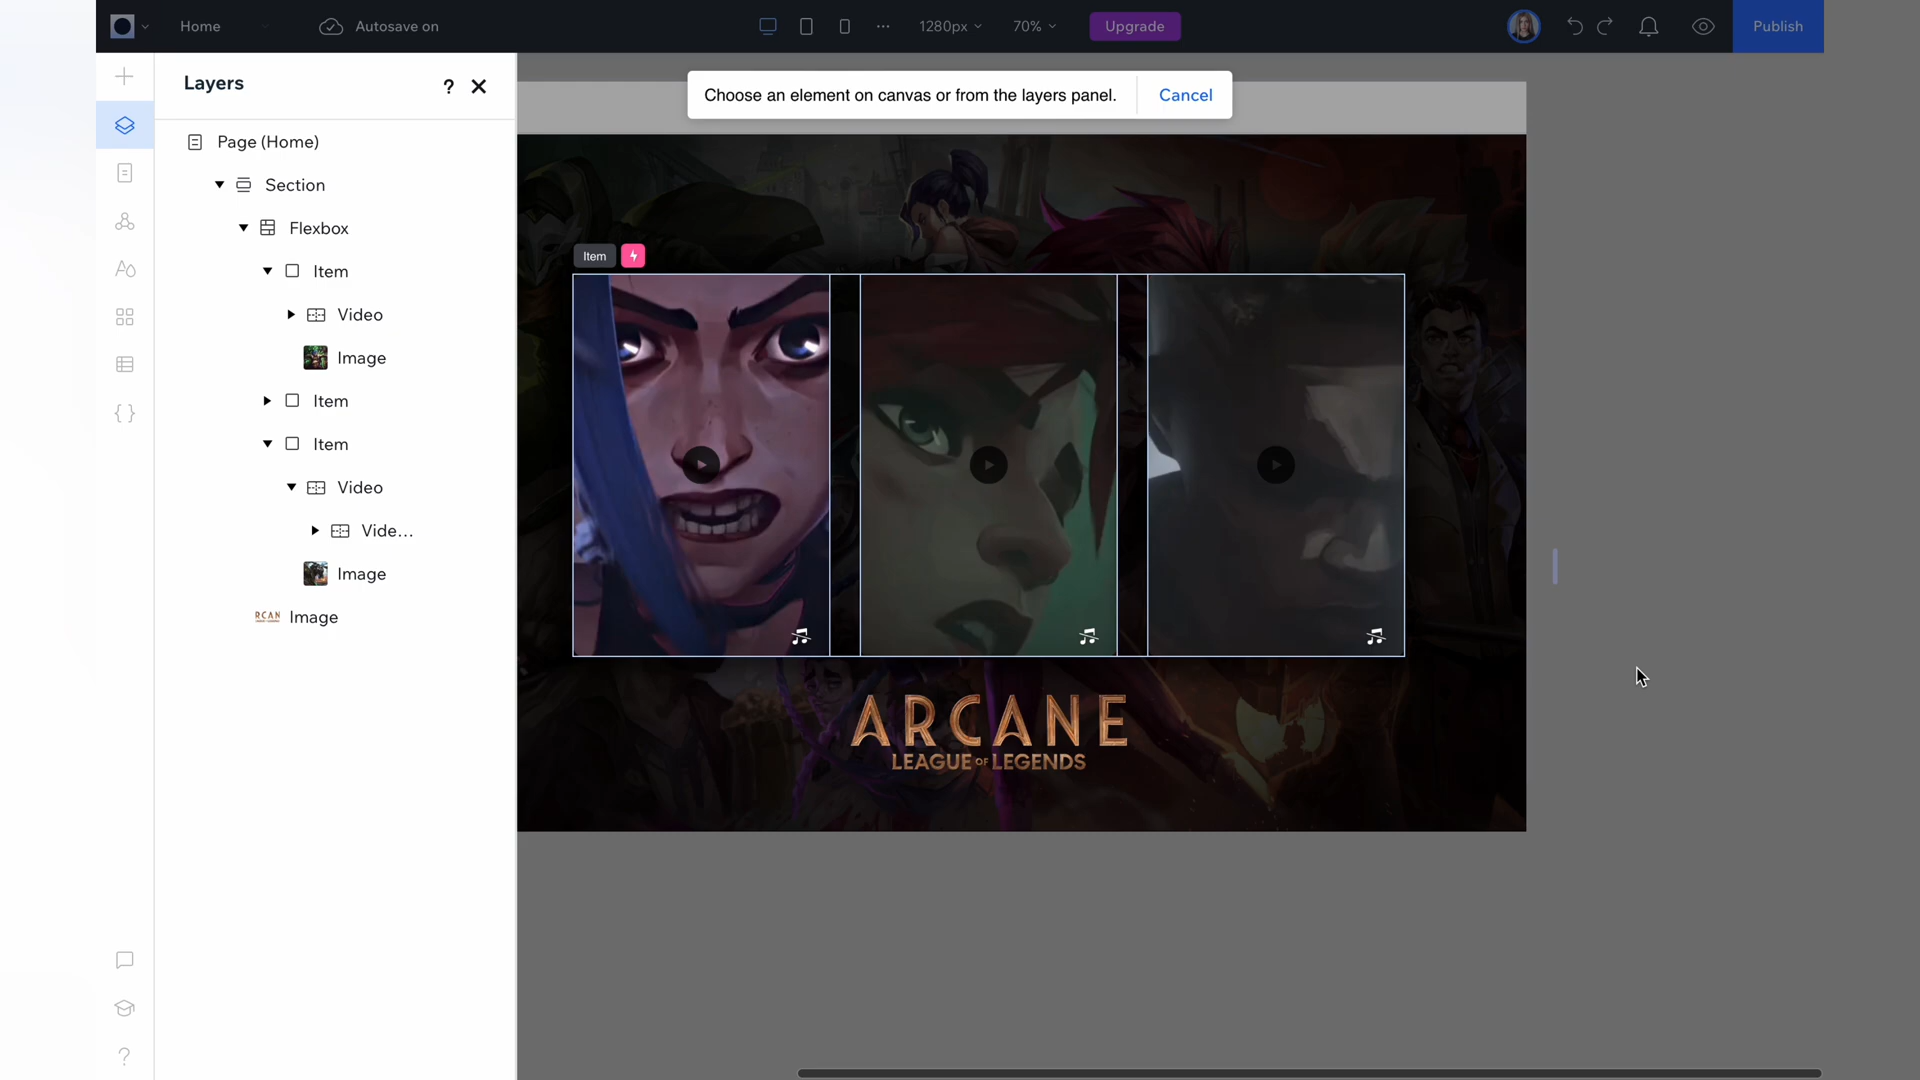 Home
Autosave on
1280px
70%
Upgrade
Publish
Layers
?
Choose an element on canvas or from the layers panel.
Cancel
Page (Home)
Section
Flexbox
Item
Video
Image
Item
Item
Video
Vide...
Image
RCAN
Image
Item
ARCANE
LEAGUE OF LEGENDS
?